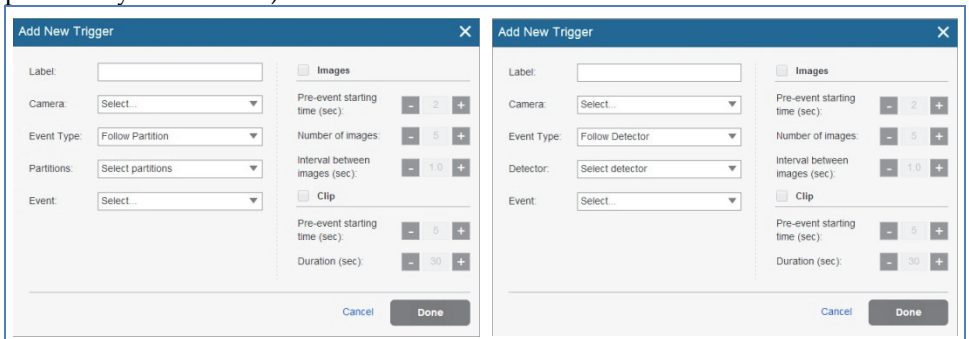 Add New Trigger
Label:
Images
Camera: Select...
Pre-event starting
time (sec): - 2 +
Event Type: Follow Partition
Number of images: - 5 +
Partitions: Select partitions
Interval between
images (sec): - 1.0 +
Event: Select...
Clip
Pre-event starting
time (sec): - 5 +
Duration (sec): - 30 +
Cancel Done
Add New Trigger
Label:
Images
Camera: Select...
Pre-event starting
time (sec): - 2 +
Event Type: Follow Detector
Number of images: - 5 +
Detector: Select detector
Interval between
images (sec): - 1.0 +
Event: Select...
Clip
Pre-event starting
time (sec): - 5 +
Duration (sec): - 30 +
Cancel Done